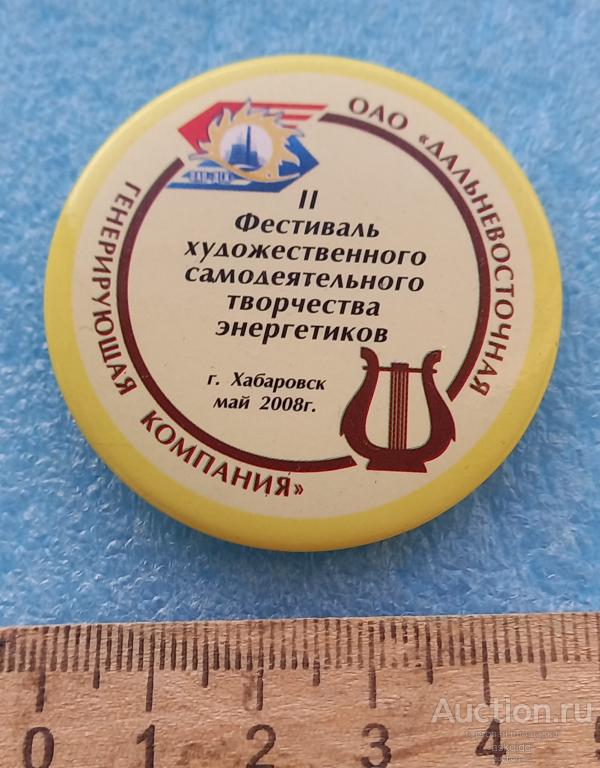 ОАО «ДАЛЬНЕВОСТОЧНАЯ
ГЕНЕРИРУЮЩАЯ КОМПАНИЯ»
II
Фестиваль
художественного
самодеятельного
творчества
энергетиков
г. Хабаровск
май 2008г.
0 1 2 3 4 5
Auction.ru